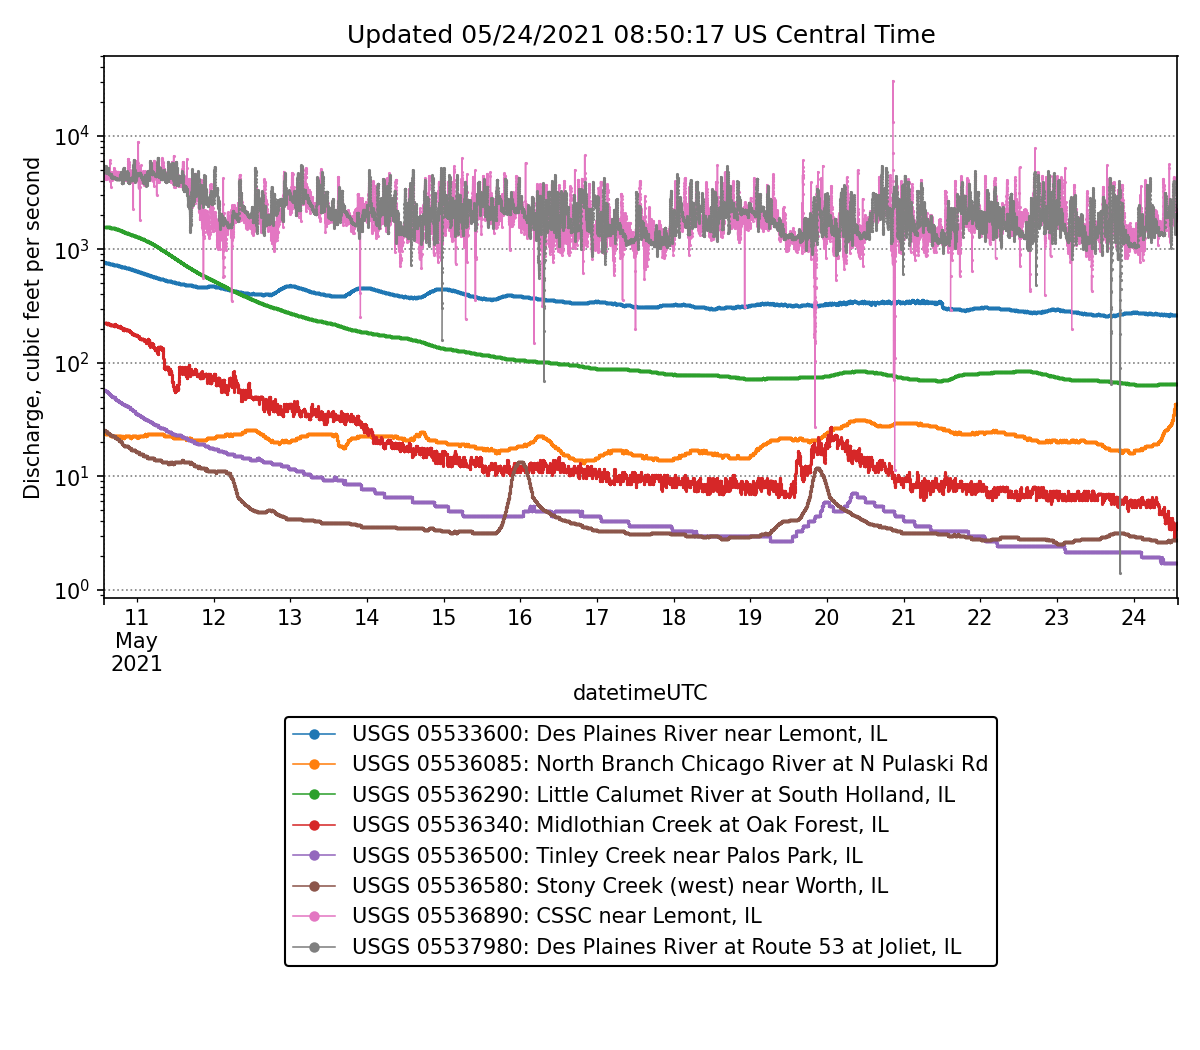 Updated 05/24/2021 08:50:17 US Central Time
Discharge, cubic feet per second
10^4
10^3
10^2
10^1
10^0
11 12 13 14 15 16 17 18 19 20 21 22 23 24
May
2021
datetimeUTC
USGS 05533600: Des Plaines River near Lemont, IL
USGS 05536085: North Branch Chicago River at N Pulaski Rd
USGS 05536290: Little Calumet River at South Holland, IL
USGS 05536340: Midlothian Creek at Oak Forest, IL
USGS 05536500: Tinley Creek near Palos Park, IL
USGS 05536580: Stony Creek (west) near Worth, IL
USGS 05536890: CSSC near Lemont, IL
USGS 05537980: Des Plaines River at Route 53 at Joliet, IL